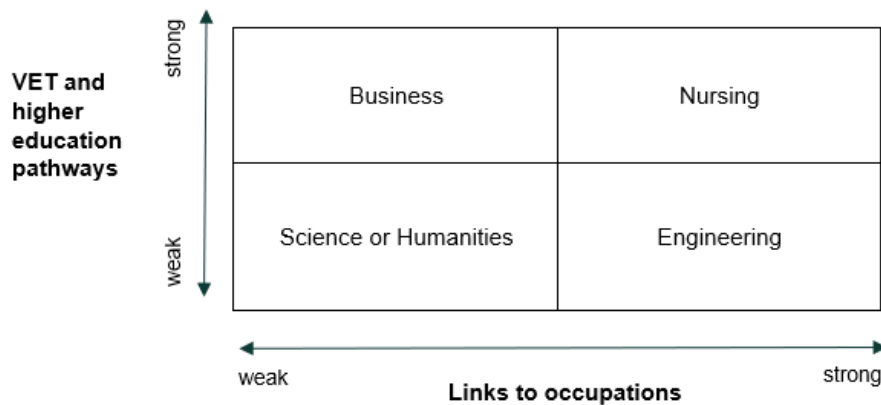 strong
VET and
higher
education
pathways
Business
Nursing
Science or Humanities
Engineering
weak
weak
strong
Links to occupations